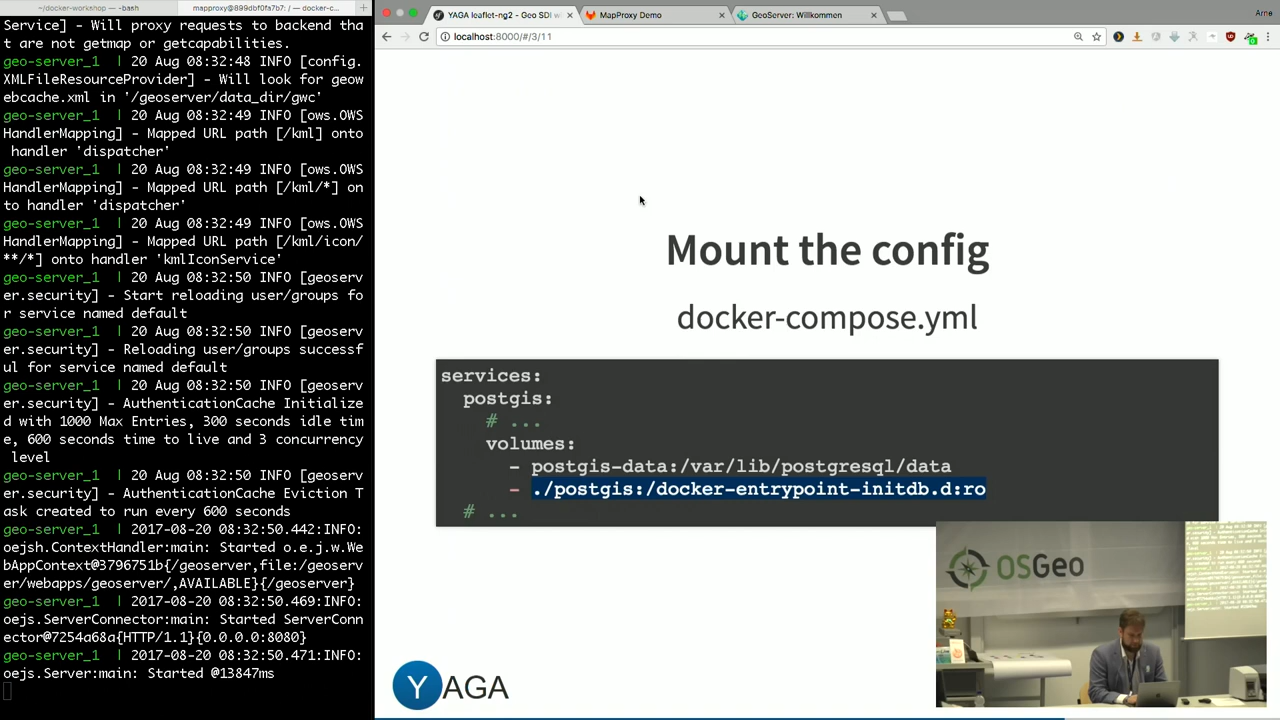 ~/docker-workshop — -bash
mapproxy@899dbf0fa7b7: / — docker-c...
Service] - Will proxy requests to backend tha
t are not getmap or getcapabilities.
geo-server_1  | 20 Aug 08:32:48 INFO [config.
XMLFileResourceProvider] - Will look for geow
ebcache.xml in '/geoserver/data_dir/gwc'
geo-server_1  | 20 Aug 08:32:49 INFO [ows.OWS
HandlerMapping] - Mapped URL path [/kml] onto
 handler 'dispatcher'
geo-server_1  | 20 Aug 08:32:49 INFO [ows.OWS
HandlerMapping] - Mapped URL path [/kml/*] on
to handler 'dispatcher'
geo-server_1  | 20 Aug 08:32:49 INFO [ows.OWS
HandlerMapping] - Mapped URL path [/kml/icon/
**/*] onto handler 'kmlIconService'
geo-server_1  | 20 Aug 08:32:50 INFO [geoserv
er.security] - Start reloading user/groups fo
r service named default
geo-server_1  | 20 Aug 08:32:50 INFO [geoserv
er.security] - Reloading user/groups successf
ul for service named default
geo-server_1  | 20 Aug 08:32:50 INFO [geoserv
er.security] - AuthenticationCache Initialize
d with 1000 Max Entries, 300 seconds idle tim
e, 600 seconds time to live and 3 concurrency
 level
geo-server_1  | 20 Aug 08:32:50 INFO [geoserv
er.security] - AuthenticationCache Eviction T
ask created to run every 600 seconds
geo-server_1  | 2017-08-20 08:32:50.442:INFO:
oejsh.ContextHandler:main: Started o.e.j.w.We
bAppContext@3796751b{/geoserver,file:/geoserv
er/webapps/geoserver/,AVAILABLE}{/geoserver}
geo-server_1  | 2017-08-20 08:32:50.469:INFO:
oejs.ServerConnector:main: Started ServerConn
ector@7254a68a{HTTP/1.1}{0.0.0.0:8080}
geo-server_1  | 2017-08-20 08:32:50.471:INFO:
oejs.Server:main: Started @13847ms
YAGA leaflet-ng2 - Geo SDI wi
MapProxy Demo
GeoServer: Willkommen
Arne
localhost:8000/#/3/11
Mount the config
docker-compose.yml
services:
  postgis:
    # ...
    volumes:
      - postgis-data:/var/lib/postgresql/data
      - ./postgis:/docker-entrypoint-initdb.d:ro
  # ...
OSGeo
YAGA